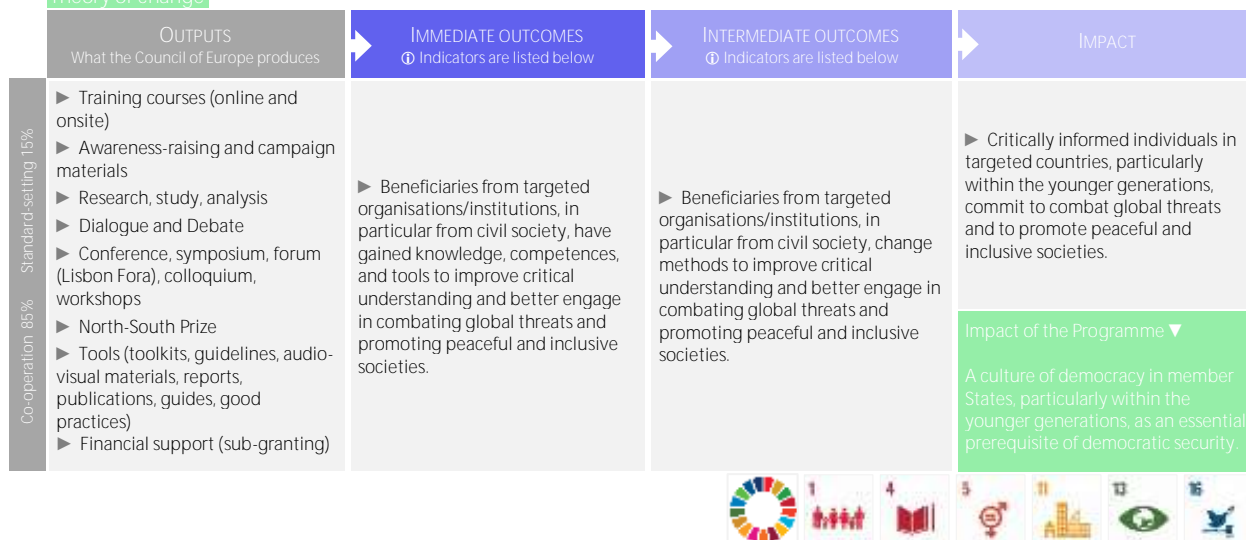 Theory of change
OUTPUTS
What the Council of Europe produces
IMMEDIATE OUTCOMES
🛈 Indicators are listed below
INTERMEDIATE OUTCOMES
🛈 Indicators are listed below
IMPACT
Co-operation 85% Standard-setting 15%
► Training courses (online and
onsite)
► Awareness-raising and campaign
materials
► Research, study, analysis
► Dialogue and Debate
► Conference, symposium, forum
(Lisbon Fora), colloquium,
workshops
► North-South Prize
► Tools (toolkits, guidelines, audio-
visual materials, reports,
publications, guides, good
practices)
► Financial support (sub-granting)
► Beneficiaries from targeted
organisations/institutions, in
particular from civil society, have
gained knowledge, competences,
and tools to improve critical
understanding and better engage
in combating global threats and
promoting peaceful and inclusive
societies.
► Beneficiaries from targeted
organisations/institutions, in
particular from civil society, change
methods to improve critical
understanding and better engage in
combating global threats and
promoting peaceful and inclusive
societies.
► Critically informed individuals in
targeted countries, particularly
within the younger generations,
commit to combat global threats
and to promote peaceful and
inclusive societies.
Impact of the Programme ▼
A culture of democracy in member
States, particularly within the
younger generations, as an essential
prerequisite of democratic security.
1
4
5
11
13
16